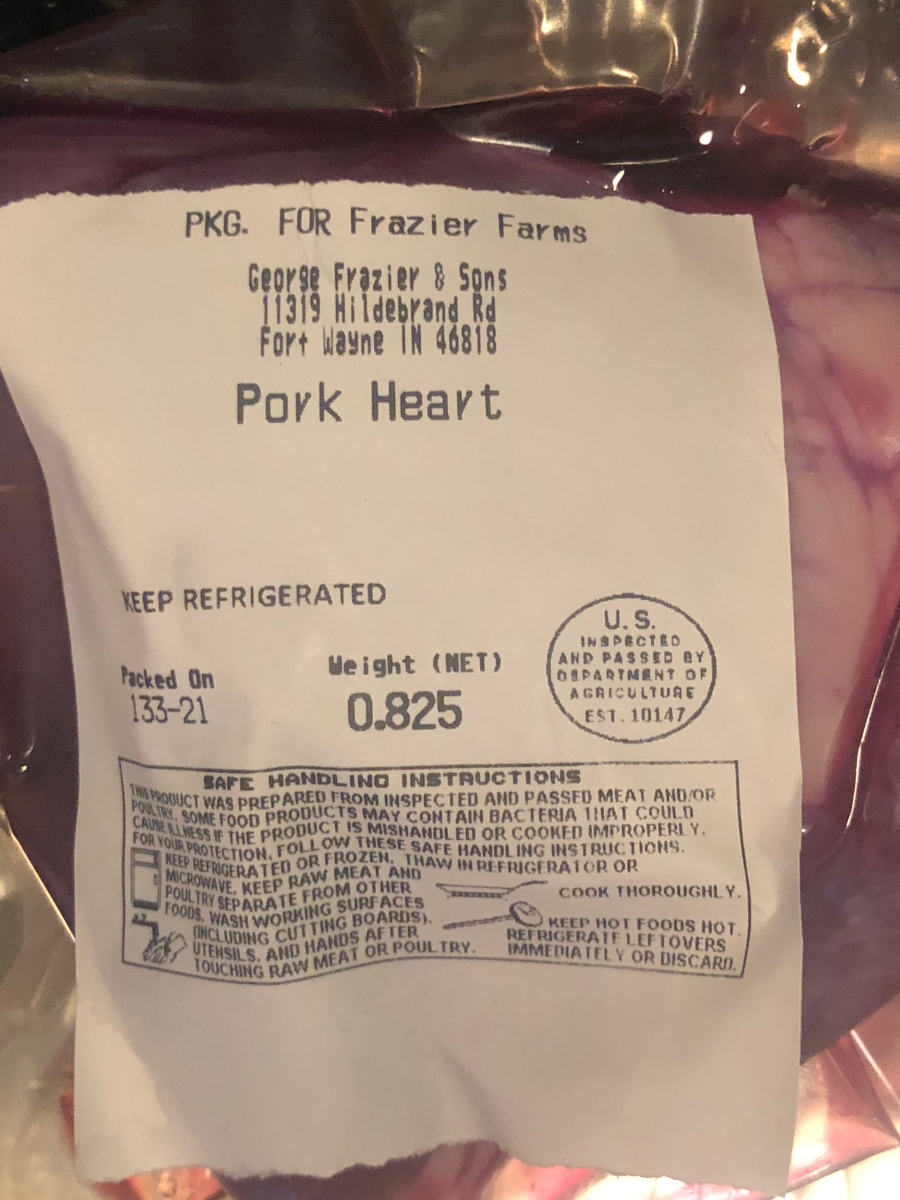 PKG. FOR Frazier Farms
George Frazier & Sons
11319 Hildebrand Rd
Fort Wayne IN 46818
Pork Heart
KEEP REFRIGERATED
Packed On
133-21
Weight (NET)
0.825
U.S.
INSPECTED
AND PASSED BY
DEPARTMENT OF
AGRICULTURE
EST. 10147
SAFE HANDLING INSTRUCTIONS
THIS PRODUCT WAS PREPARED FROM INSPECTED AND PASSED MEAT AND/OR
POULTRY. SOME FOOD PRODUCTS MAY CONTAIN BACTERIA THAT COULD
CAUSE ILLNESS IF THE PRODUCT IS MISHANDLED OR COOKED IMPROPERLY.
FOR YOUR PROTECTION, FOLLOW THESE SAFE HANDLING INSTRUCTIONS.
KEEP REFRIGERATED OR FROZEN. THAW IN REFRIGERATOR OR
MICROWAVE. KEEP RAW MEAT AND
POULTRY SEPARATE FROM OTHER
FOODS. WASH WORKING SURFACES
(INCLUDING CUTTING BOARDS),
UTENSILS, AND HANDS AFTER
TOUCHING RAW MEAT OR POULTRY.
COOK THOROUGHLY.
KEEP HOT FOODS HOT.
REFRIGERATE LEFTOVERS
IMMEDIATELY OR DISCARD.